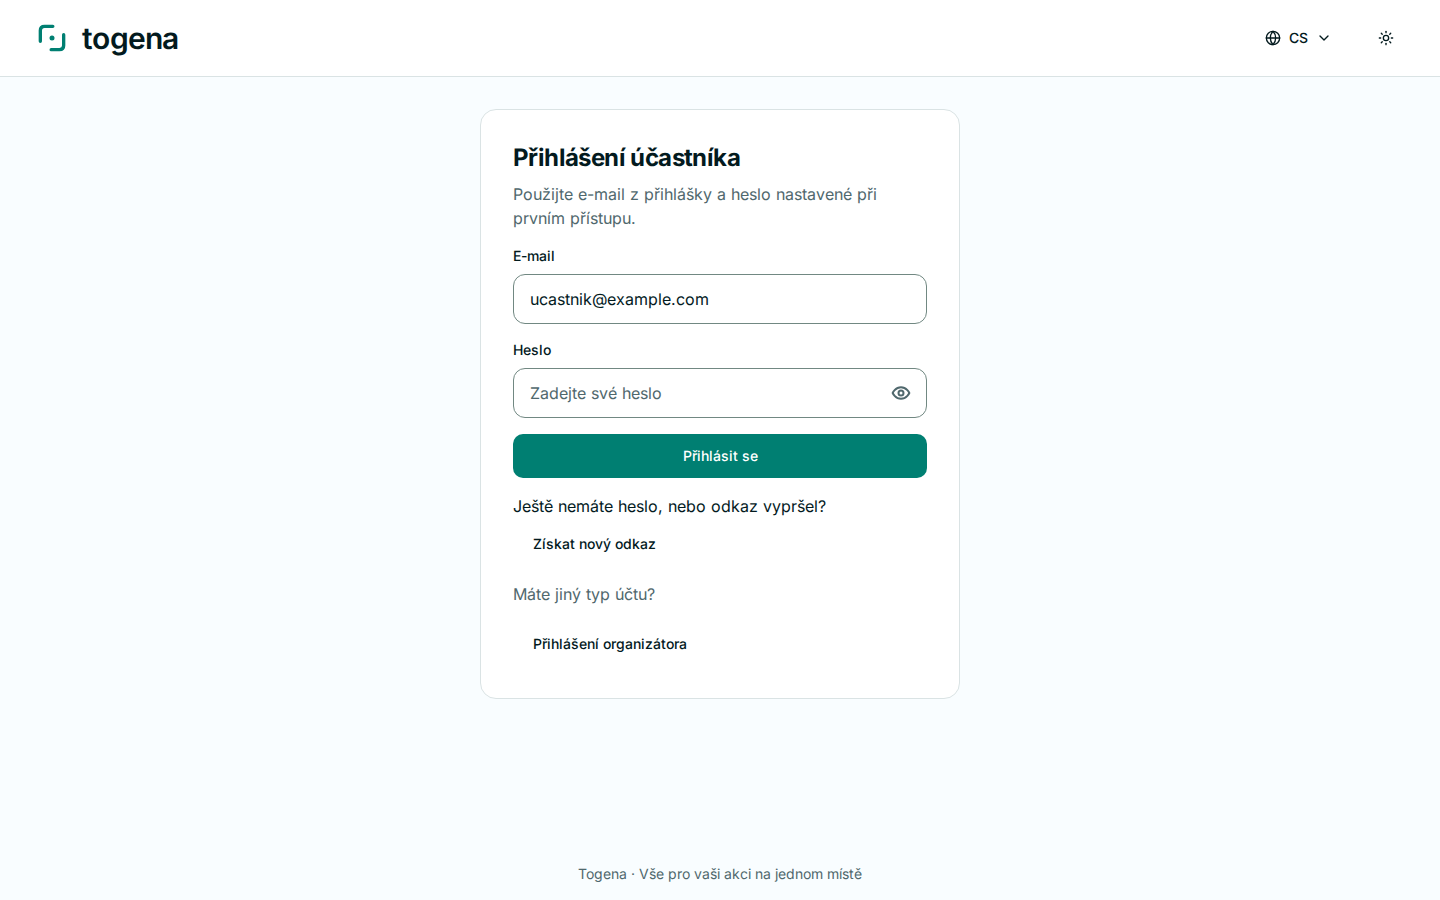 togena
CS
Přihlášení účastníka
Použijte e-mail z přihlášky a heslo nastavené při
prvním přístupu.
E-mail
ucastnik@example.com
Heslo
Zadejte své heslo
Přihlásit se
Ještě nemáte heslo, nebo odkaz vypršel?
Získat nový odkaz
Máte jiný typ účtu?
Přihlášení organizátora
Togena · Vše pro vaši akci na jednom místě